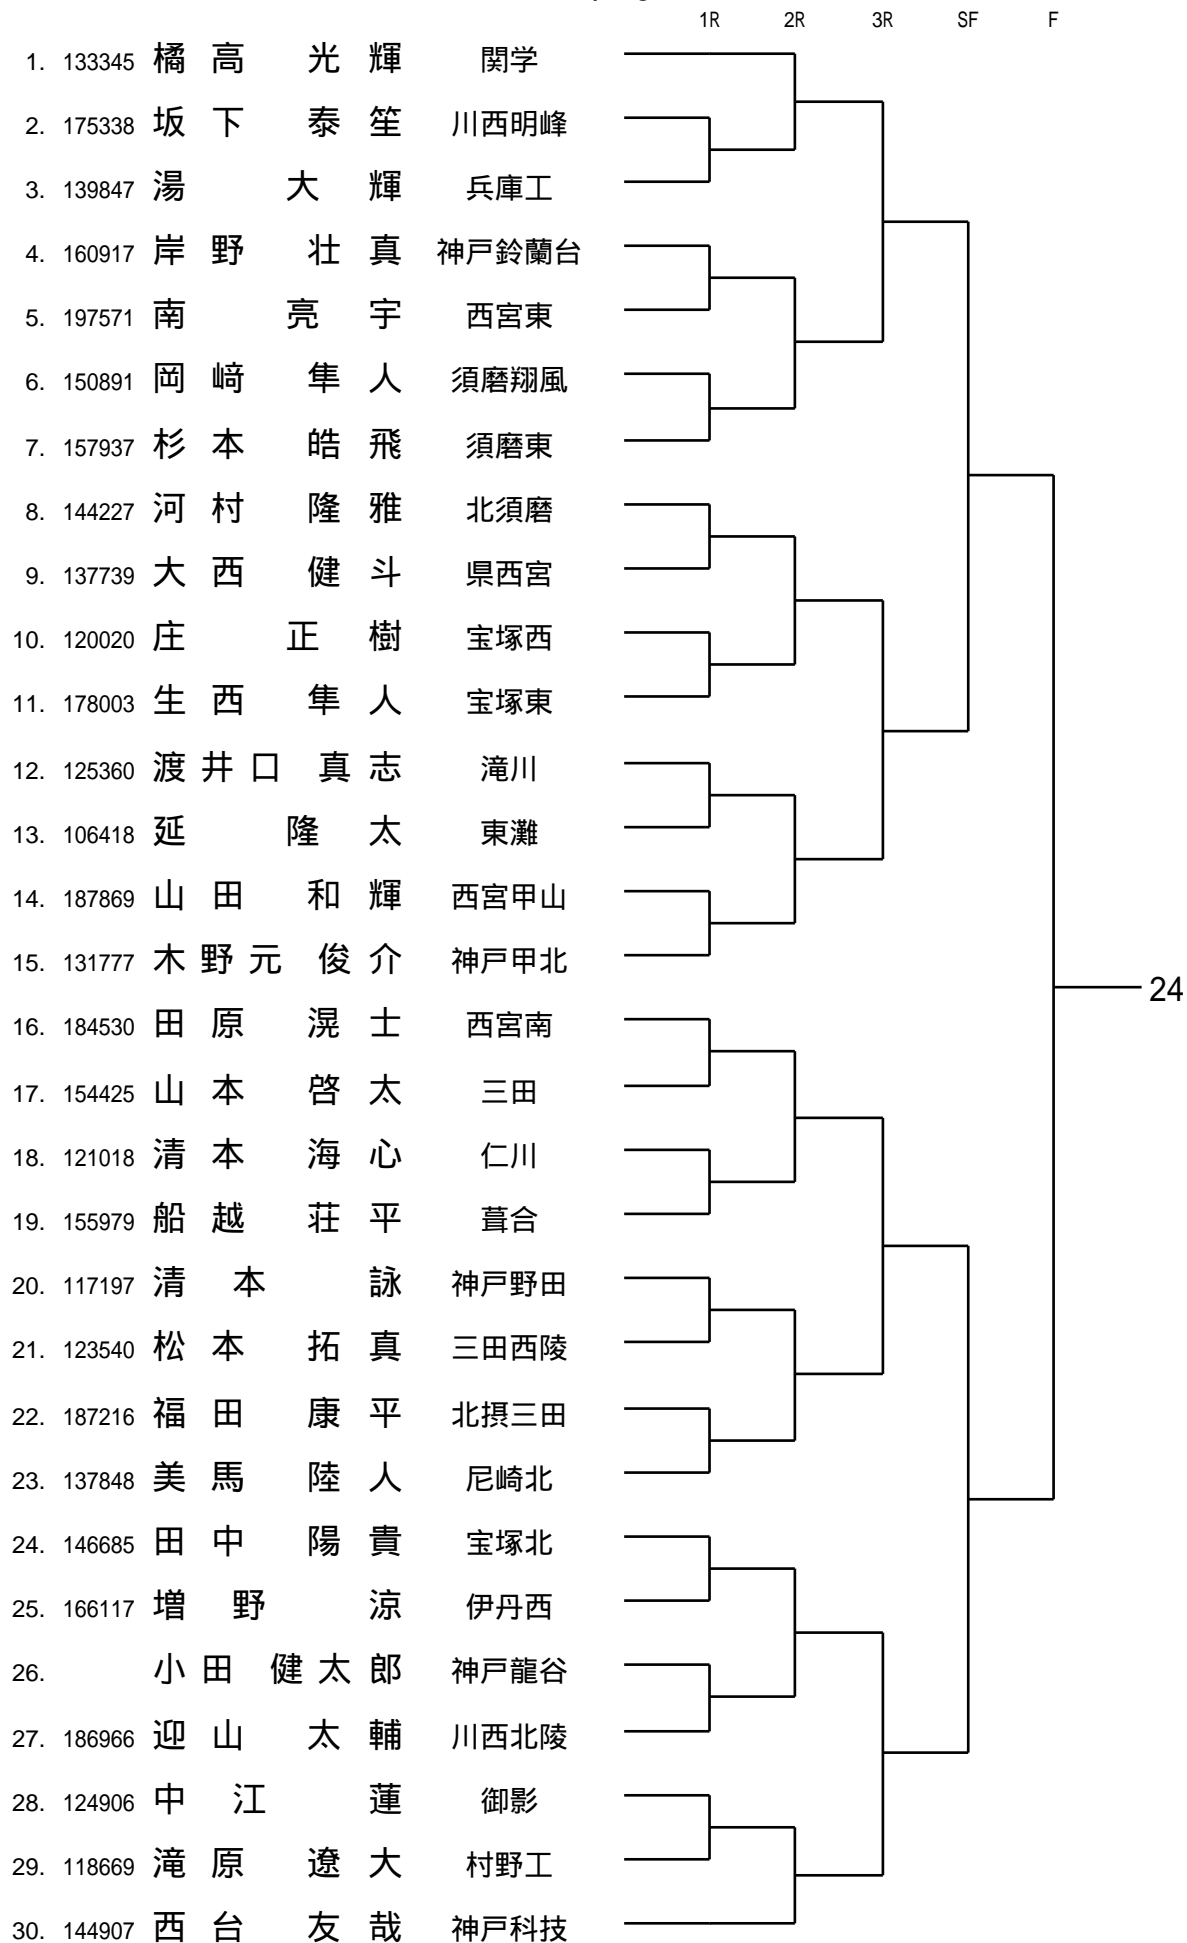 1R 2R 3R SF F
1. 133345 橘高 光輝 関学
2. 175338 坂下 泰笙 川西明峰
3. 139847 湯 大輝 兵庫工
4. 160917 岸野 壮真 神戸鈴蘭台
5. 197571 南 亮宇 西宮東
6. 150891 岡﨑 隼人 須磨翔風
7. 157937 杉本 皓飛 須磨東
8. 144227 河村 隆雅 北須磨
9. 137739 大西 健斗 県西宮
10. 120020 庄 正樹 宝塚西
11. 178003 生西 隼人 宝塚東
12. 125360 渡井口 真志 滝川
13. 106418 延 隆太 東灘
14. 187869 山田 和輝 西宮甲山
15. 131777 木野元 俊介 神戸甲北
24
16. 184530 田原 滉士 西宮南
17. 154425 山本 啓太 三田
18. 121018 清本 海心 仁川
19. 155979 船越 荘平 葺合
20. 117197 清本 詠 神戸野田
21. 123540 松本 拓真 三田西陵
22. 187216 福田 康平 北摂三田
23. 137848 美馬 陸人 尼崎北
24. 146685 田中 陽貴 宝塚北
25. 166117 増野 涼 伊丹西
26. 小田 健太郎 神戸龍谷
27. 186966 迎山 太輔 川西北陵
28. 124906 中江 蓮 御影
29. 118669 滝原 遼大 村野工
30. 144907 西台 友哉 神戸科技